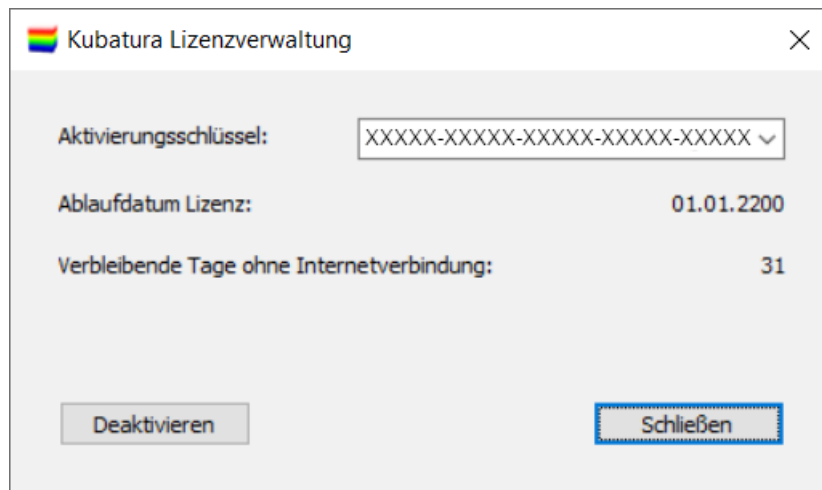 Kubatura Lizenzverwaltung
Aktivierungsschlüssel: XXXXX-XXXXX-XXXXX-XXXXX-XXXXX
Ablaufdatum Lizenz: 01.01.2200
Verbleibende Tage ohne Internetverbindung: 31
Deaktivieren Schließen